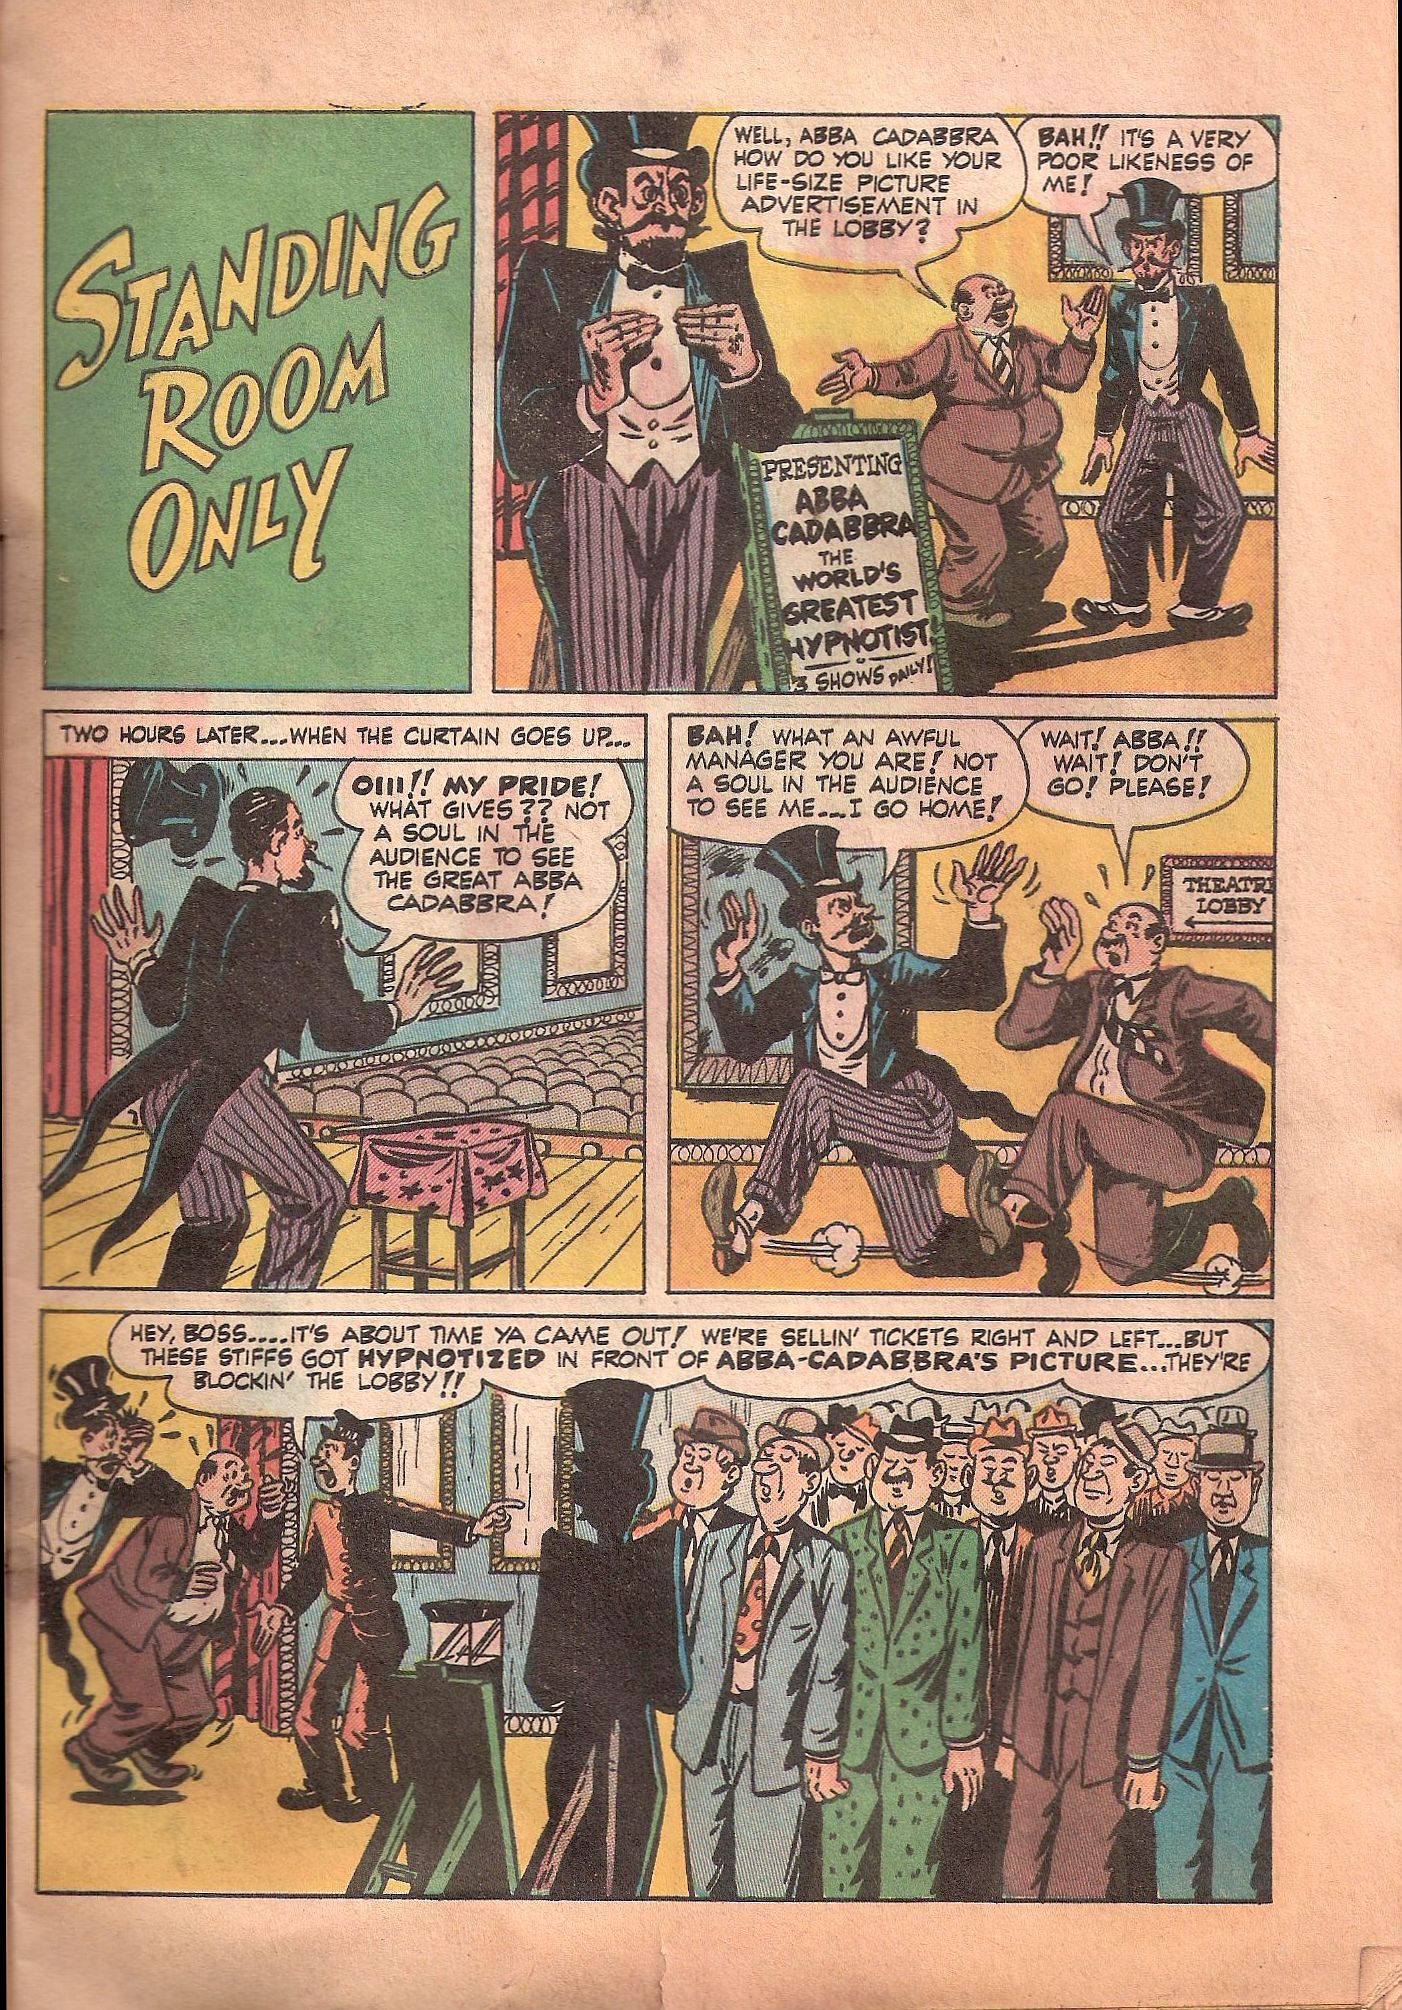 STANDING
ROOM
ONLY
WELL, ABBA CADABBRA
HOW DO YOU LIKE YOUR
LIFE-SIZE PICTURE
ADVERTISEMENT IN
THE LOBBY?
BAH!! IT'S A VERY
POOR LIKENESS OF
ME!
PRESENTING
ABBA
CADABBRA
THE
WORLD'S
GREATEST
HYPNOTIST
3 SHOWS DAILY!
TWO HOURS LATER...WHEN THE CURTAIN GOES UP...
OIII!! MY PRIDE!
WHAT GIVES?? NOT
A SOUL IN THE
AUDIENCE TO SEE
THE GREAT ABBA
CADABBRA!
BAH! WHAT AN AWFUL
MANAGER YOU ARE! NOT
A SOUL IN THE AUDIENCE
TO SEE ME...I GO HOME!
WAIT! ABBA!!
WAIT! DON'T
GO! PLEASE!
THEATRE
LOBBY
HEY, BOSS....IT'S ABOUT TIME YA CAME OUT! WE'RE SELLIN' TICKETS RIGHT AND LEFT...BUT
THESE STIFFS GOT HYPNOTIZED IN FRONT OF ABBA-CADABBRA'S PICTURE...THEY'RE
BLOCKIN' THE LOBBY!!